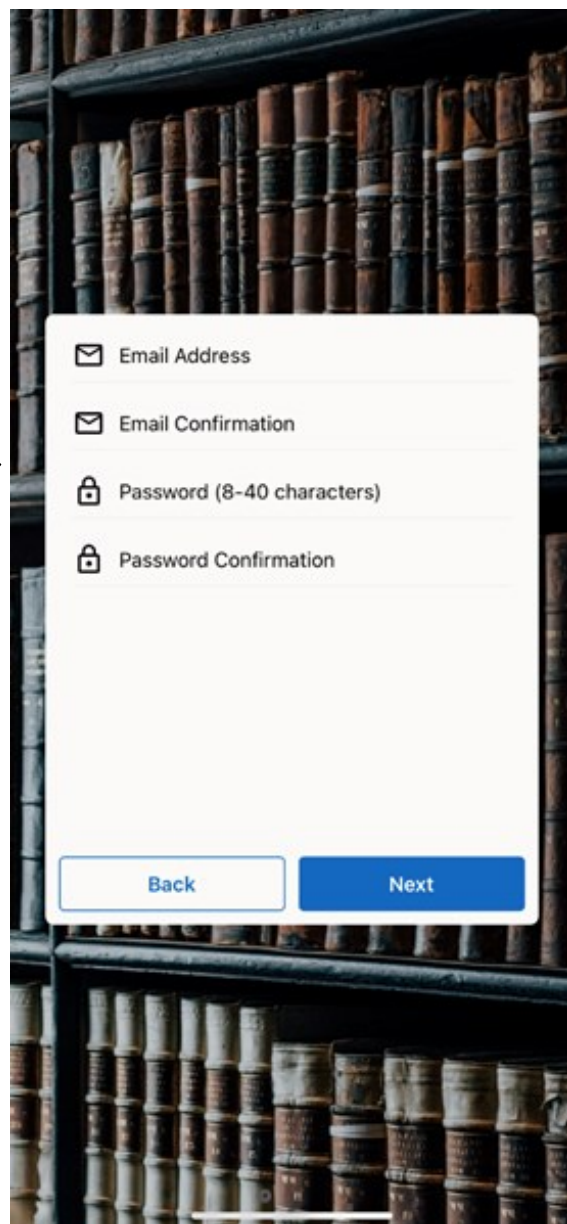 Email Address
Email Confirmation
Password (8-40 characters)
Password Confirmation
Back
Next